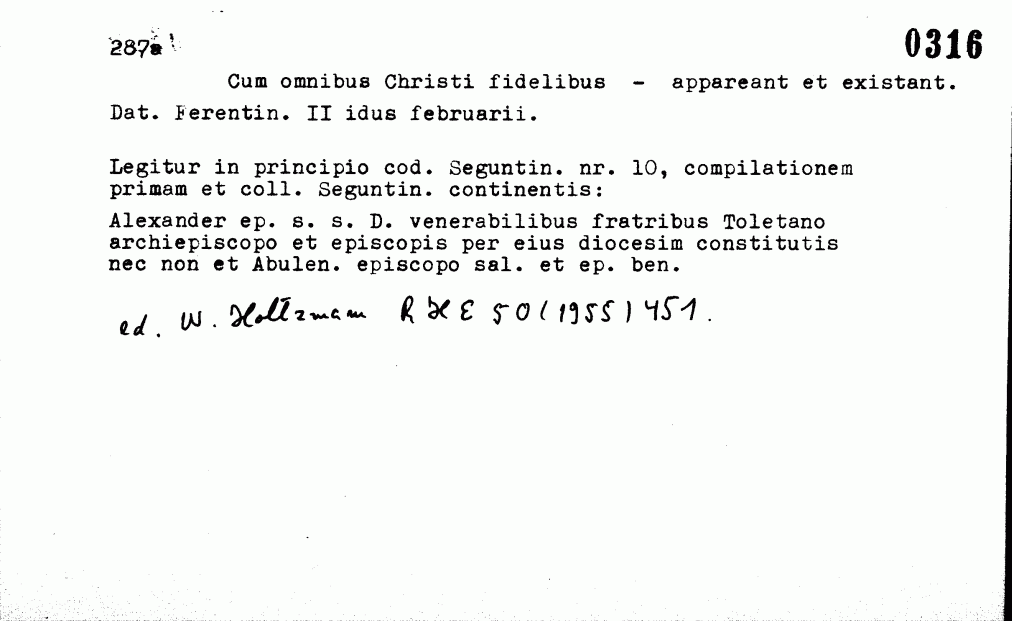 287a 0316
Cum omnibus Christi fidelibus - appareant et existant.
Dat. Ferentin. II idus februarii.
Legitur in principio cod. Seguntin. nr. 10, compilationem
primam et coll. Seguntin. continentis:
Alexander ep. s. s. D. venerabilibus fratribus Toletano
archiepiscopo et episcopis per eius diocesim constitutis
nec non et Abulen. episcopo sal. et ep. ben.
ed. W. Holtzmann R H E 50 (1955) 451.